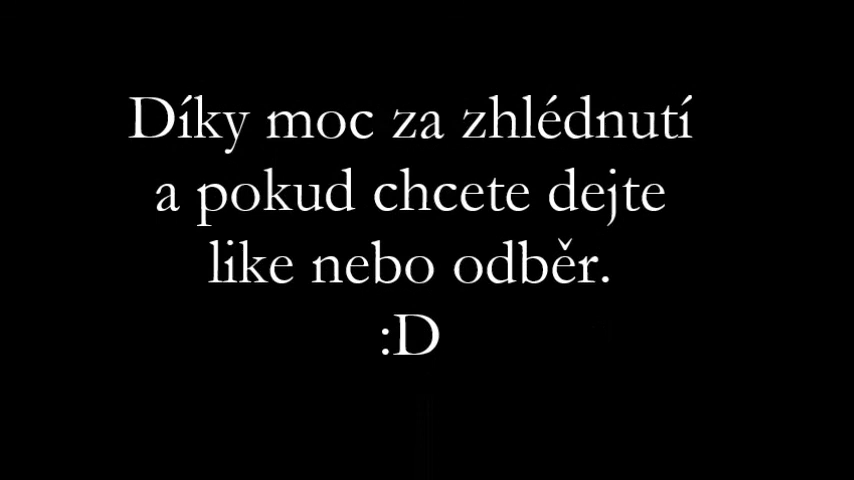 Díky moc za zhlédnutí
a pokud chcete dejte
like nebo odběr.
:D